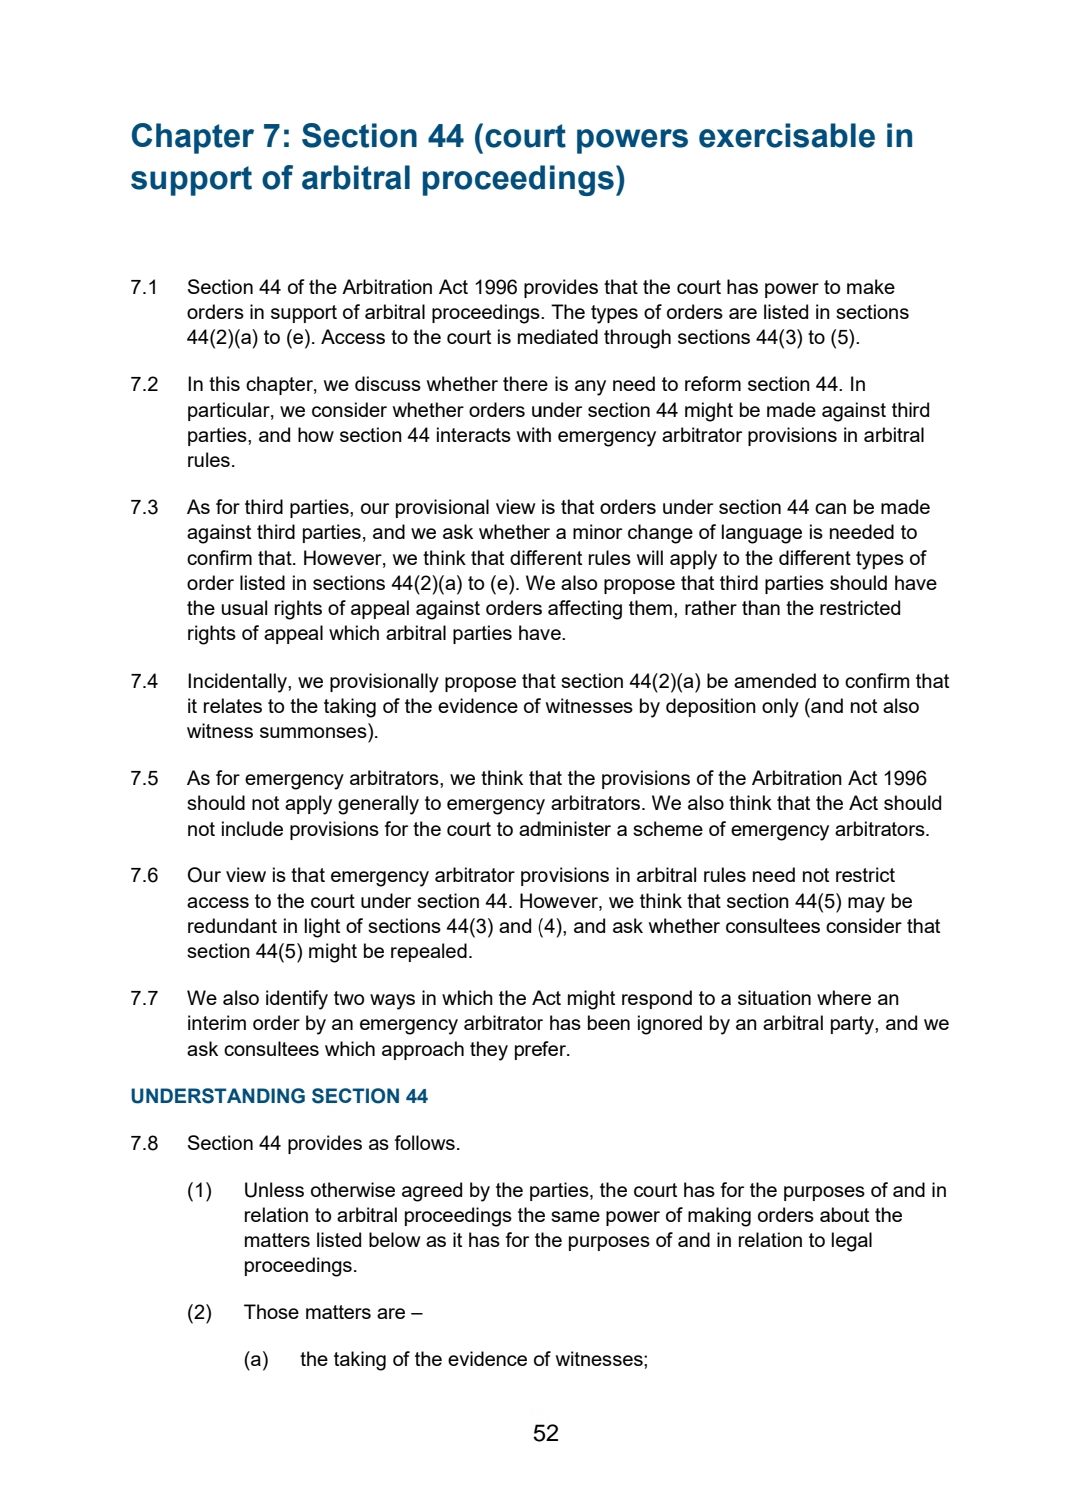 Chapter 7: Section 44 (court powers exercisable in
support of arbitral proceedings)
7.1 Section 44 of the Arbitration Act 1996 provides that the court has power to make
orders in support of arbitral proceedings. The types of orders are listed in sections
44(2)(a) to (e). Access to the court is mediated through sections 44(3) to (5).
7.2 In this chapter, we discuss whether there is any need to reform section 44. In
particular, we consider whether orders under section 44 might be made against third
parties, and how section 44 interacts with emergency arbitrator provisions in arbitral
rules.
7.3 As for third parties, our provisional view is that orders under section 44 can be made
against third parties, and we ask whether a minor change of language is needed to
confirm that. However, we think that different rules will apply to the different types of
order listed in sections 44(2)(a) to (e). We also propose that third parties should have
the usual rights of appeal against orders affecting them, rather than the restricted
rights of appeal which arbitral parties have.
7.4 Incidentally, we provisionally propose that section 44(2)(a) be amended to confirm that
it relates to the taking of the evidence of witnesses by deposition only (and not also
witness summonses).
7.5 As for emergency arbitrators, we think that the provisions of the Arbitration Act 1996
should not apply generally to emergency arbitrators. We also think that the Act should
not include provisions for the court to administer a scheme of emergency arbitrators.
7.6 Our view is that emergency arbitrator provisions in arbitral rules need not restrict
access to the court under section 44. However, we think that section 44(5) may be
redundant in light of sections 44(3) and (4), and ask whether consultees consider that
section 44(5) might be repealed.
7.7 We also identify two ways in which the Act might respond to a situation where an
interim order by an emergency arbitrator has been ignored by an arbitral party, and we
ask consultees which approach they prefer.
UNDERSTANDING SECTION 44
7.8 Section 44 provides as follows.
(1) Unless otherwise agreed by the parties, the court has for the purposes of and in
relation to arbitral proceedings the same power of making orders about the
matters listed below as it has for the purposes of and in relation to legal
proceedings.
(2) Those matters are –
(a) the taking of the evidence of witnesses;
52